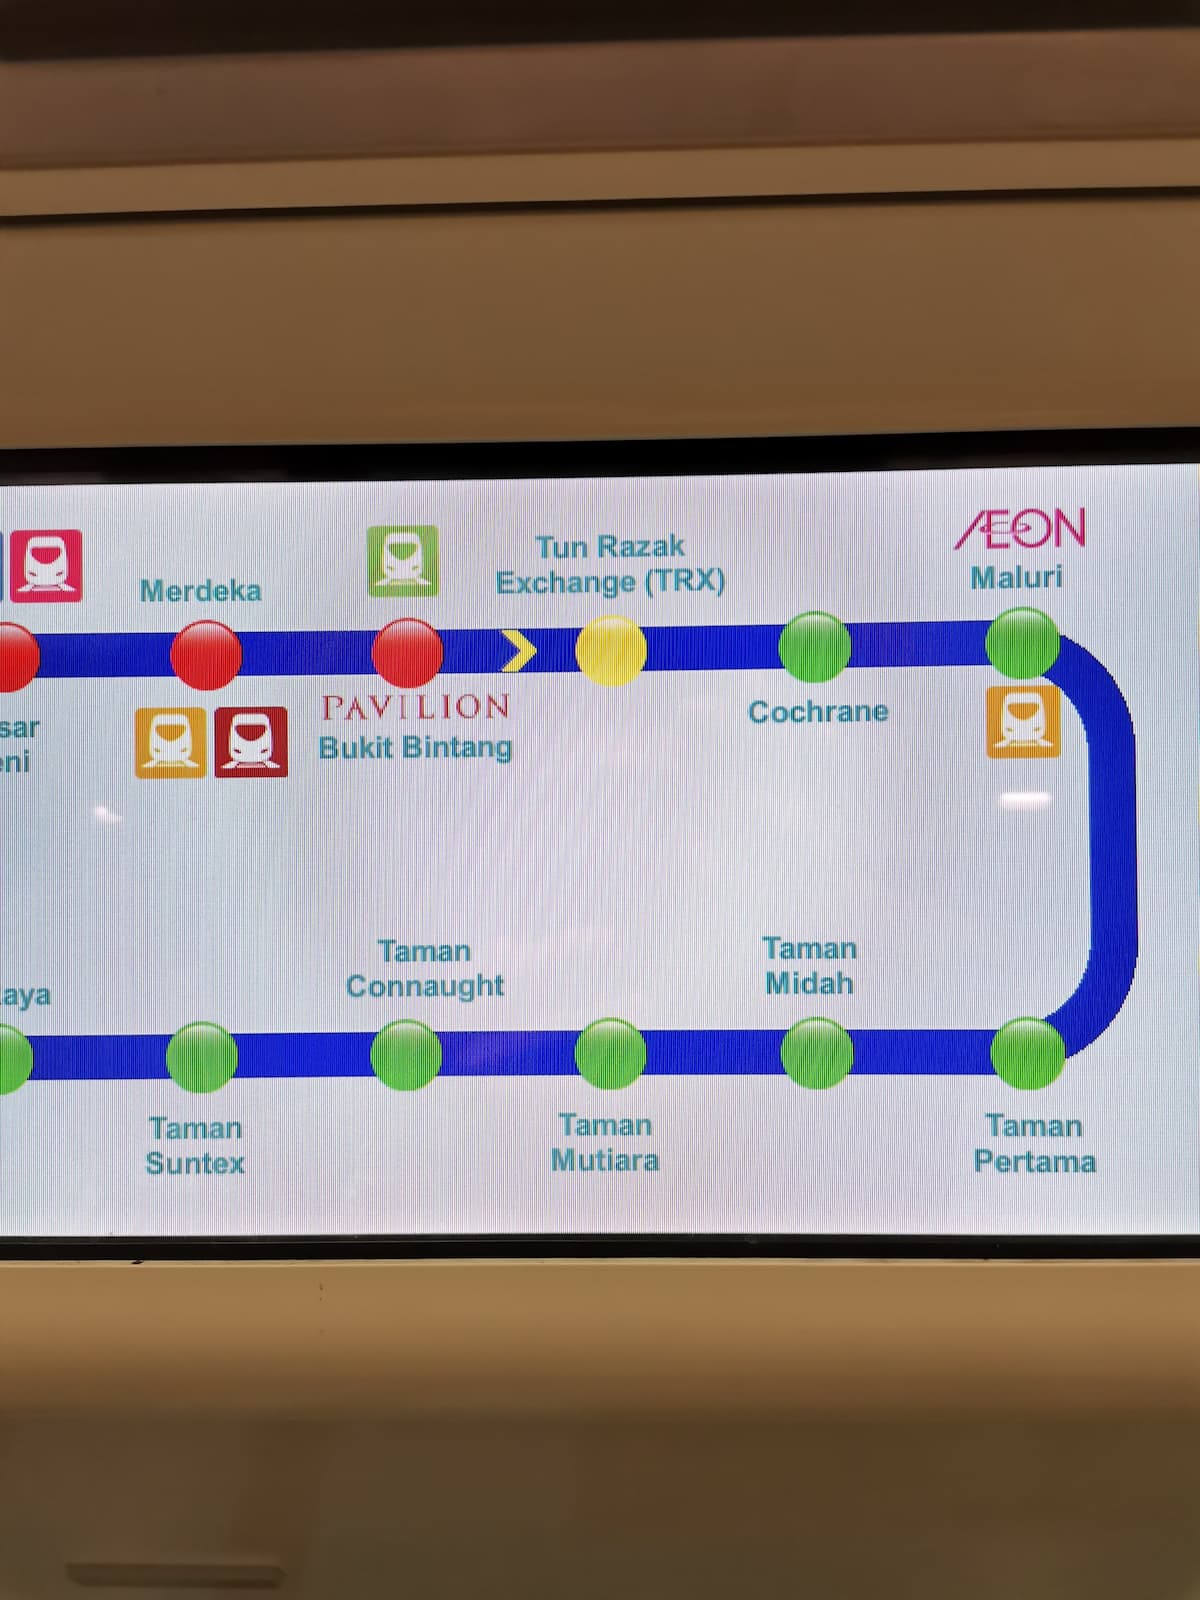 Merdeka
Tun Razak
Exchange (TRX)
ÆON
Maluri
PAVILION
Bukit Bintang
Cochrane
sar
eni
Taman
Connaught
Taman
Midah
aya
Taman
Suntex
Taman
Mutiara
Taman
Pertama